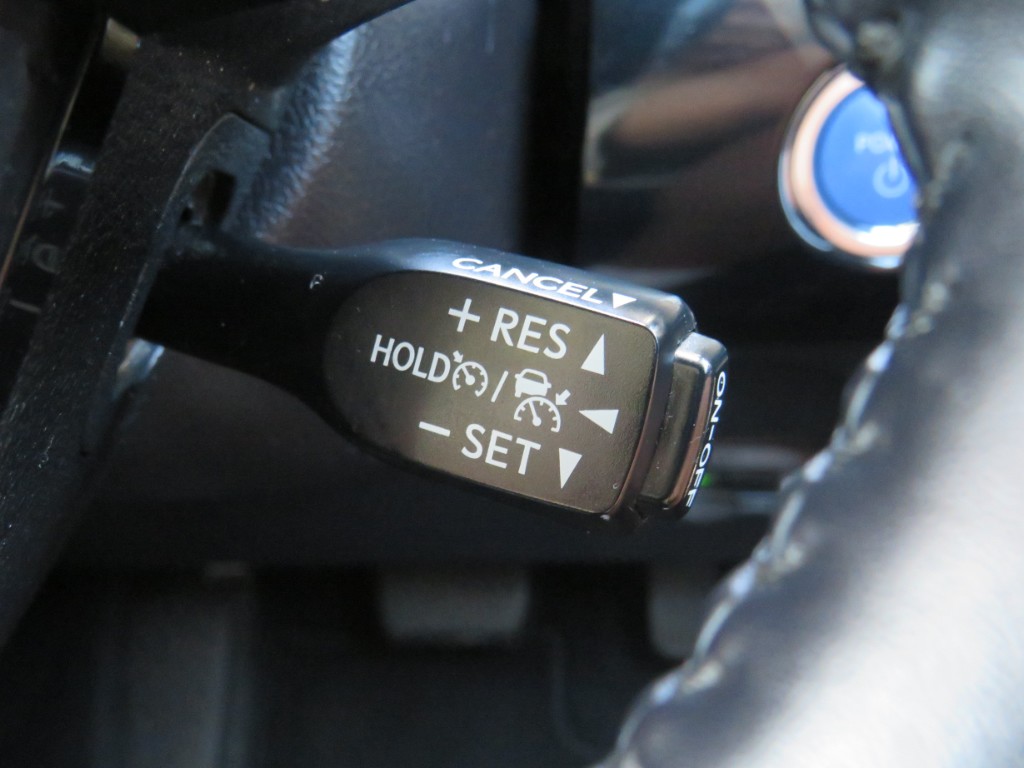 CANCEL▼
+ RES ▲
HOLD / ◀
− SET ▼
ON-OFF